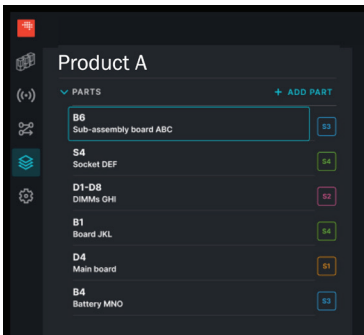 Product A
PARTS
+ ADD PART
B6
Sub-assembly board ABC
S3
S4
Socket DEF
S4
D1-D8
DIMMs GHI
S2
B1
Board JKL
S4
D4
Main board
S1
B4
Battery MNO
S3